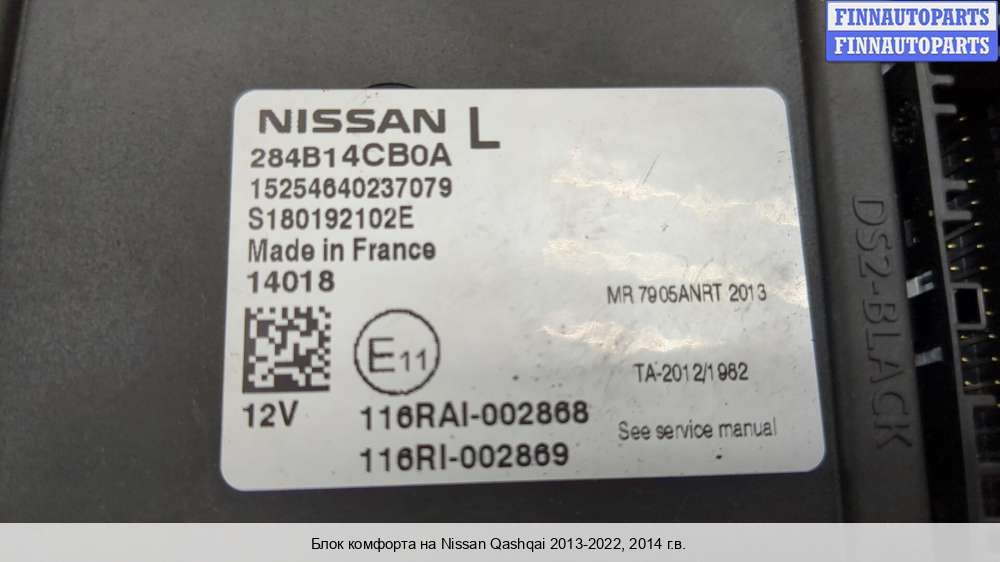 FINNAUTOPARTS
FINNAUTOPARTS
NISSAN L
284B14CB0A
15254640237079
S180192102E
Made in France
14018
MR 7905ANRT 2013
E11
TA-2012/1982
12V
116RAI-002868
See service manual
116RI-002869
DS2-BLACK
Блок комфорта на Nissan Qashqai 2013-2022, 2014 г.в.